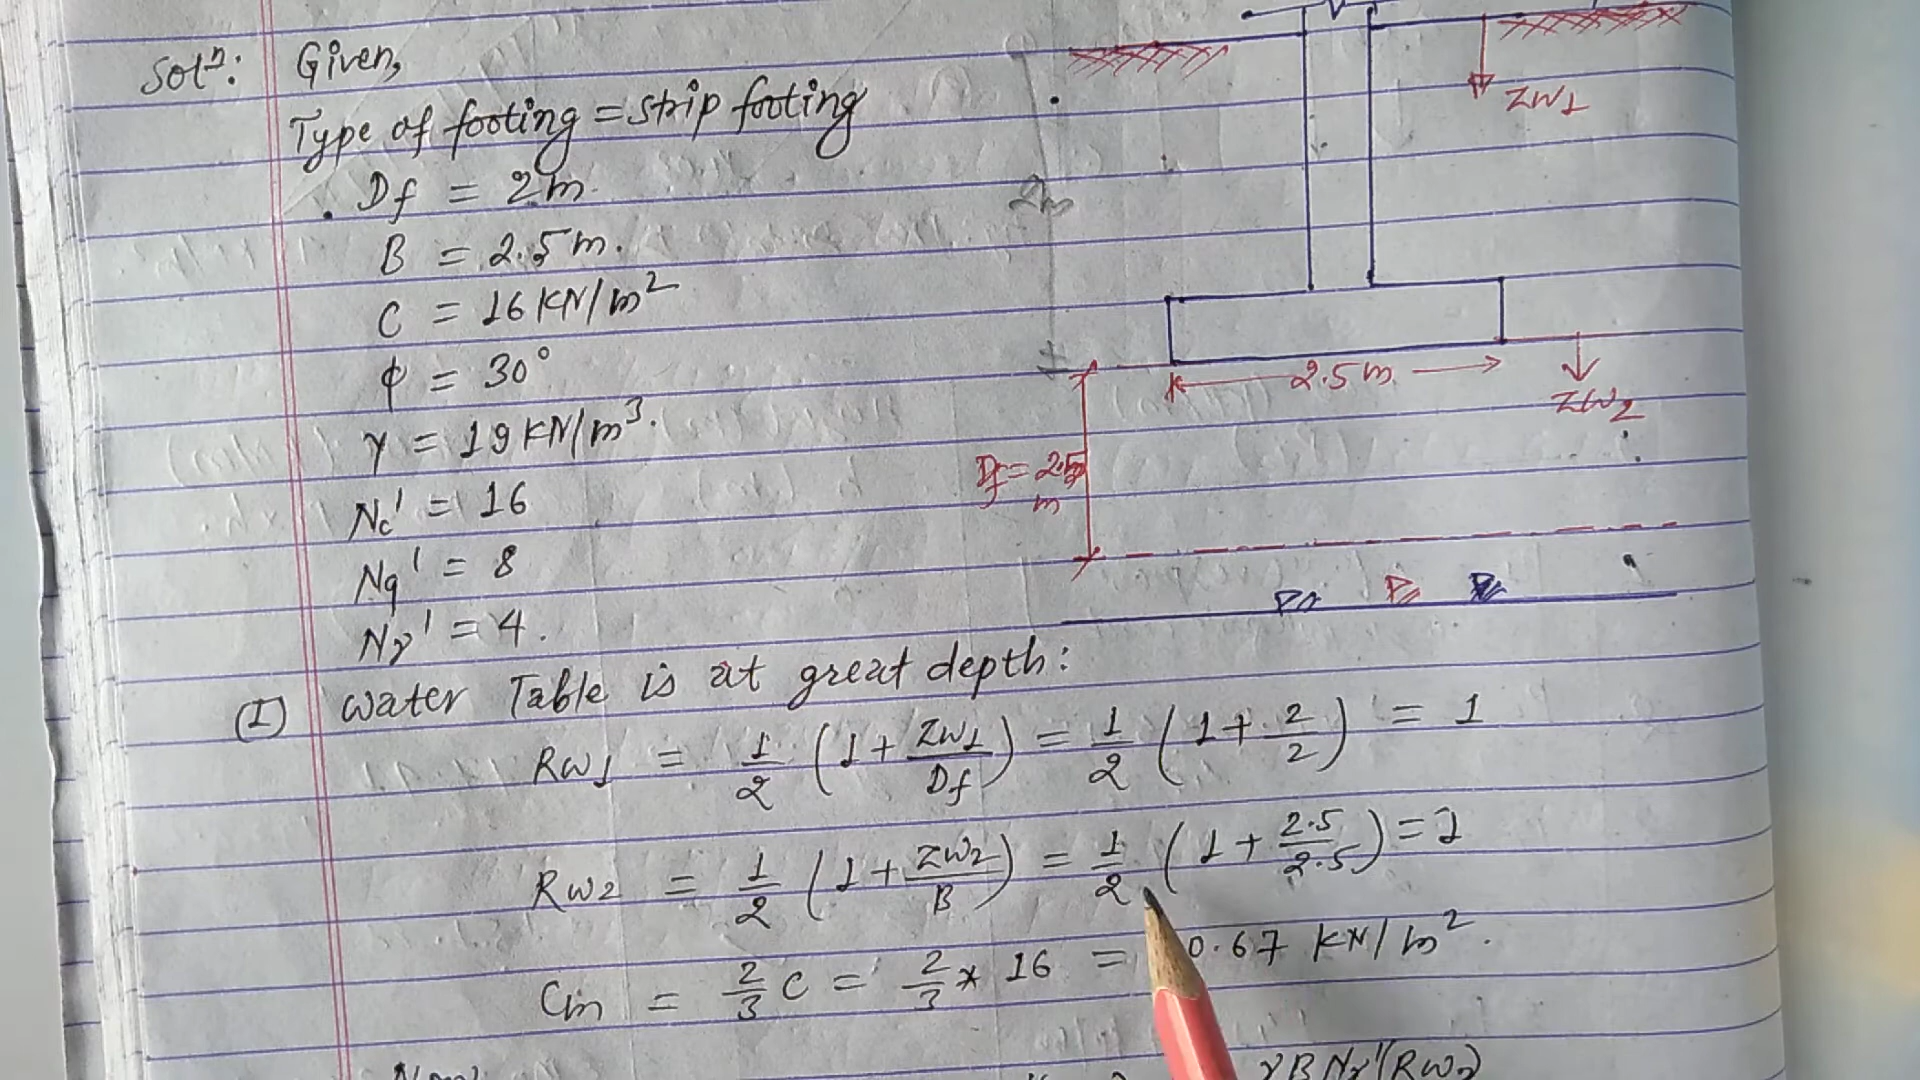 Solⁿ: Given,
Type of footing = strip footing
Df = 2m.
B = 2.5m.
C = 16 KN/m²
φ = 30°
γ = 19 KN/m³.
Nc' = 16
Nq' = 8
Nγ' = 4.
ZW1
2m
2.5 m.
ZW2
Df = 2.5
m
(I) Water Table is at great depth:
RW1 = 1/2 (1 + ZW1/Df) = 1/2 (1 + 2/2) = 1
RW2 = 1/2 (1 + ZW2/B) = 1/2 (1 + 2.5/2.5) = 1
Cm = 2/3 C = 2/3 * 16 = 0.67 KN/m².
γBNγ'(RW2)